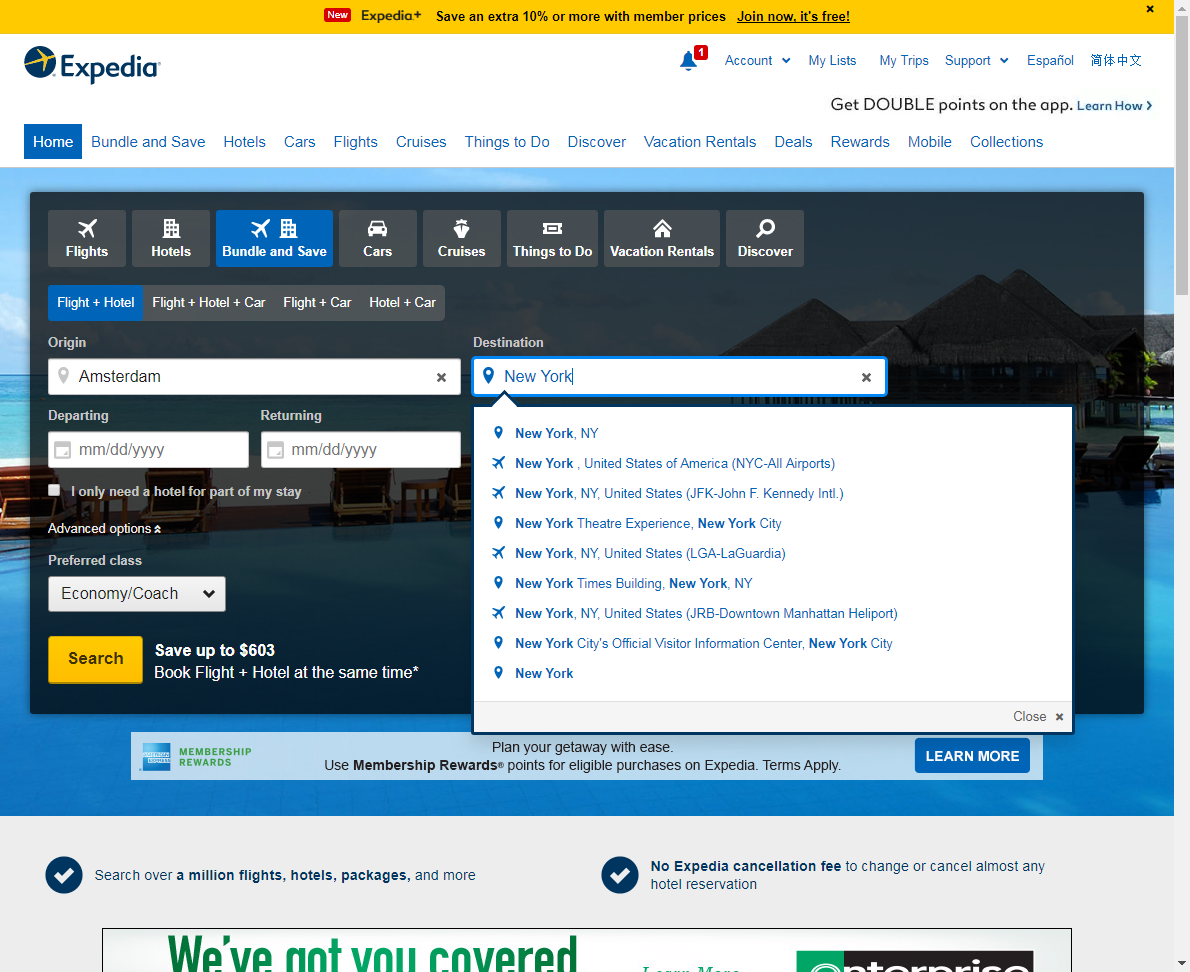 New Expedia+ Save an extra 10% or more with member prices Join now, it's free!
Expedia
1 Account My Lists My Trips Support Español 简体中文
Get DOUBLE points on the app. Learn How
Home Bundle and Save Hotels Cars Flights Cruises Things to Do Discover Vacation Rentals Deals Rewards Mobile Collections
Flights Hotels Bundle and Save Cars Cruises Things to Do Vacation Rentals Discover
Flight + Hotel Flight + Hotel + Car Flight + Car Hotel + Car
Origin Destination
Amsterdam New York
Departing Returning
mm/dd/yyyy mm/dd/yyyy
I only need a hotel for part of my stay
Advanced options
Preferred class
Economy/Coach
Search
Save up to $603
Book Flight + Hotel at the same time*
New York, NY
New York , United States of America (NYC-All Airports)
New York, NY, United States (JFK-John F. Kennedy Intl.)
New York Theatre Experience, New York City
New York, NY, United States (LGA-LaGuardia)
New York Times Building, New York, NY
New York, NY, United States (JRB-Downtown Manhattan Heliport)
New York City's Official Visitor Information Center, New York City
New York
Close
MEMBERSHIP
REWARDS
Plan your getaway with ease.
Use Membership Rewards® points for eligible purchases on Expedia. Terms Apply.
LEARN MORE
Search over a million flights, hotels, packages, and more
No Expedia cancellation fee to change or cancel almost any
hotel reservation
We've got you covered
Learn More
enterprise